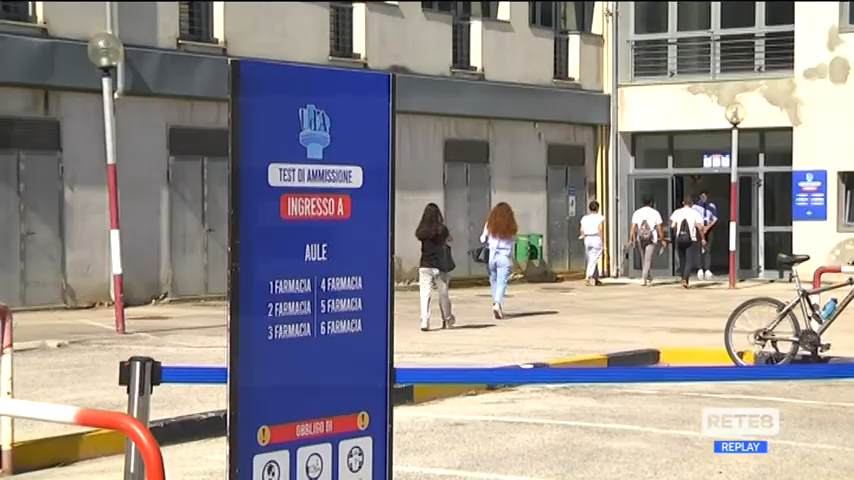 UdA
TEST DI AMMISSIONE
INGRESSO A
AULE
1 FARMACIA 4 FARMACIA
2 FARMACIA 5 FARMACIA
3 FARMACIA 6 FARMACIA
! OBBLIGO DI !
RETE8
REPLAY